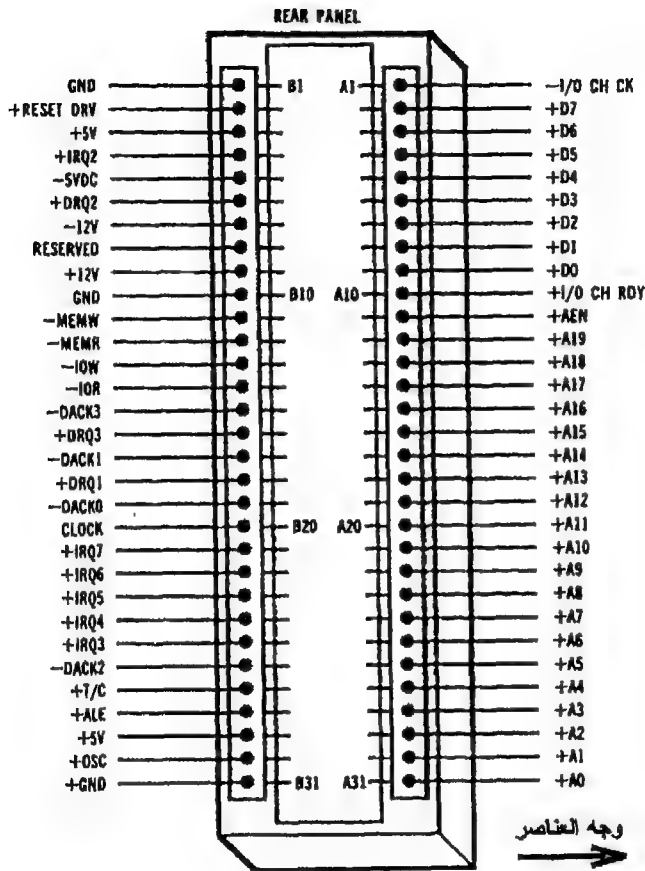 REAR PANEL
GND B1 A1 -I/O CH CK
+RESET DRV +D7
+5V +D6
+IRQ2 +D5
-5VDC +D4
+DRQ2 +D3
-12V +D2
RESERVED +D1
+12V +D0
GND B10 A10 +I/O CH RDY
-MEMW +AEN
-MEMR +A19
-IOW +A18
-IOR +A17
-DACK3 +A16
+DRQ3 +A15
-DACK1 +A14
+DRQ1 +A13
-DACK0 +A12
CLOCK B20 A20 +A11
+IRQ7 +A10
+IRQ6 +A9
+IRQ5 +A8
+IRQ4 +A7
+IRQ3 +A6
-DACK2 +A5
+T/C +A4
+ALE +A3
+5V +A2
+OSC +A1
+GND B31 A31 +A0
وجه العناصر